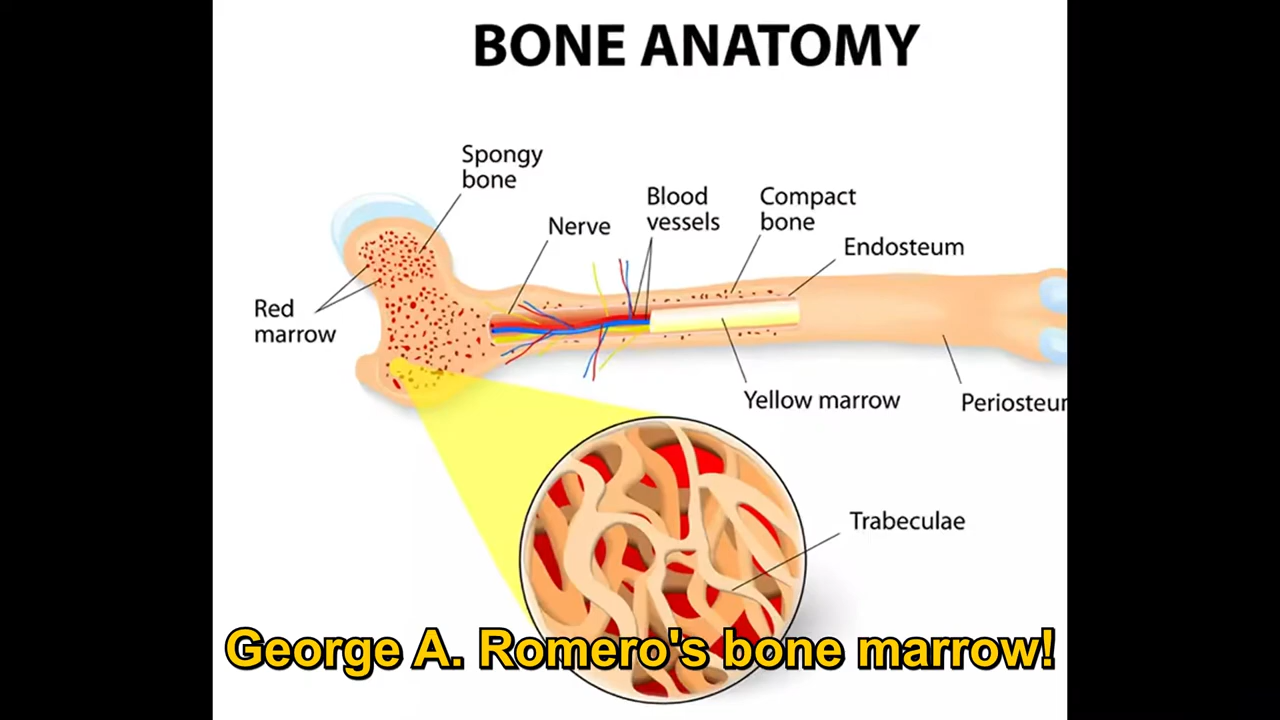 BONE ANATOMY
Spongy
bone
Nerve
Blood
vessels
Compact
bone
Endosteum
Red
marrow
Yellow marrow
Periosteur
Trabeculae
George A. Romero's bone marrow!